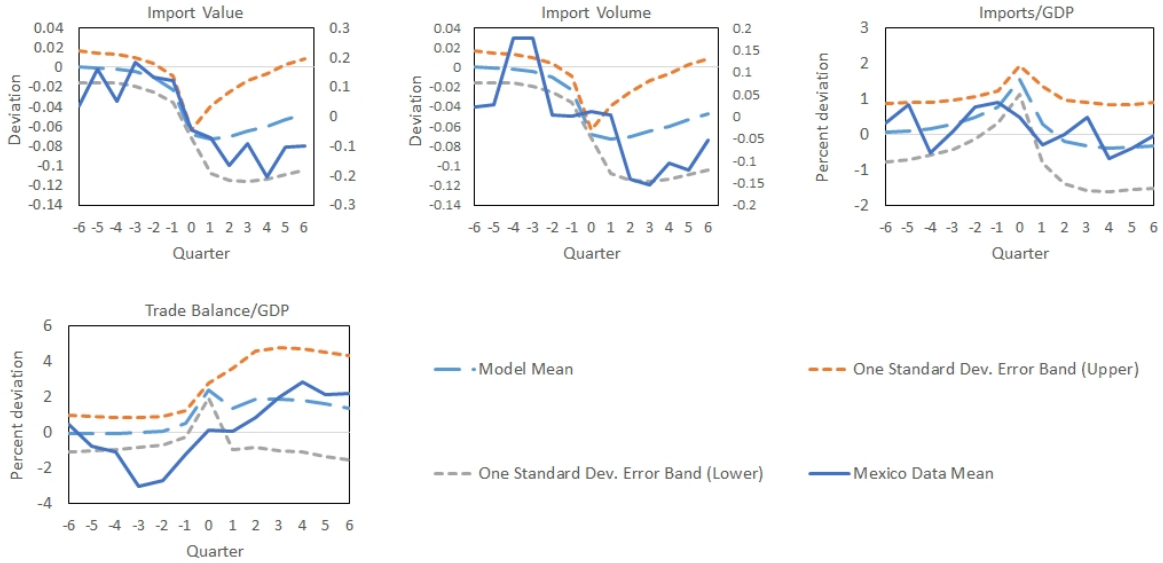 Import Value
0.04
0.02
0
-0.02
-0.04
-0.06
-0.08
-0.1
-0.12
-0.14
Deviation
0.3
0.2
0.1
0
-0.1
-0.2
-0.3
-6 -5 -4 -3 -2 -1 0 1 2 3 4 5 6
Quarter
Import Volume
0.04
0.02
0
-0.02
-0.04
-0.06
-0.08
-0.1
-0.12
-0.14
Deviation
0.2
0.15
0.1
0.05
0
-0.05
-0.1
-0.15
-0.2
-6 -5 -4 -3 -2 -1 0 1 2 3 4 5 6
Quarter
Imports/GDP
3
2
1
0
-1
-2
Percent deviation
-6 -5 -4 -3 -2 -1 0 1 2 3 4 5 6
Quarter
Trade Balance/GDP
6
4
2
0
-2
-4
Percent deviation
-6 -5 -4 -3 -2 -1 0 1 2 3 4 5 6
Quarter
Model Mean
One Standard Dev. Error Band (Upper)
One Standard Dev. Error Band (Lower)
Mexico Data Mean